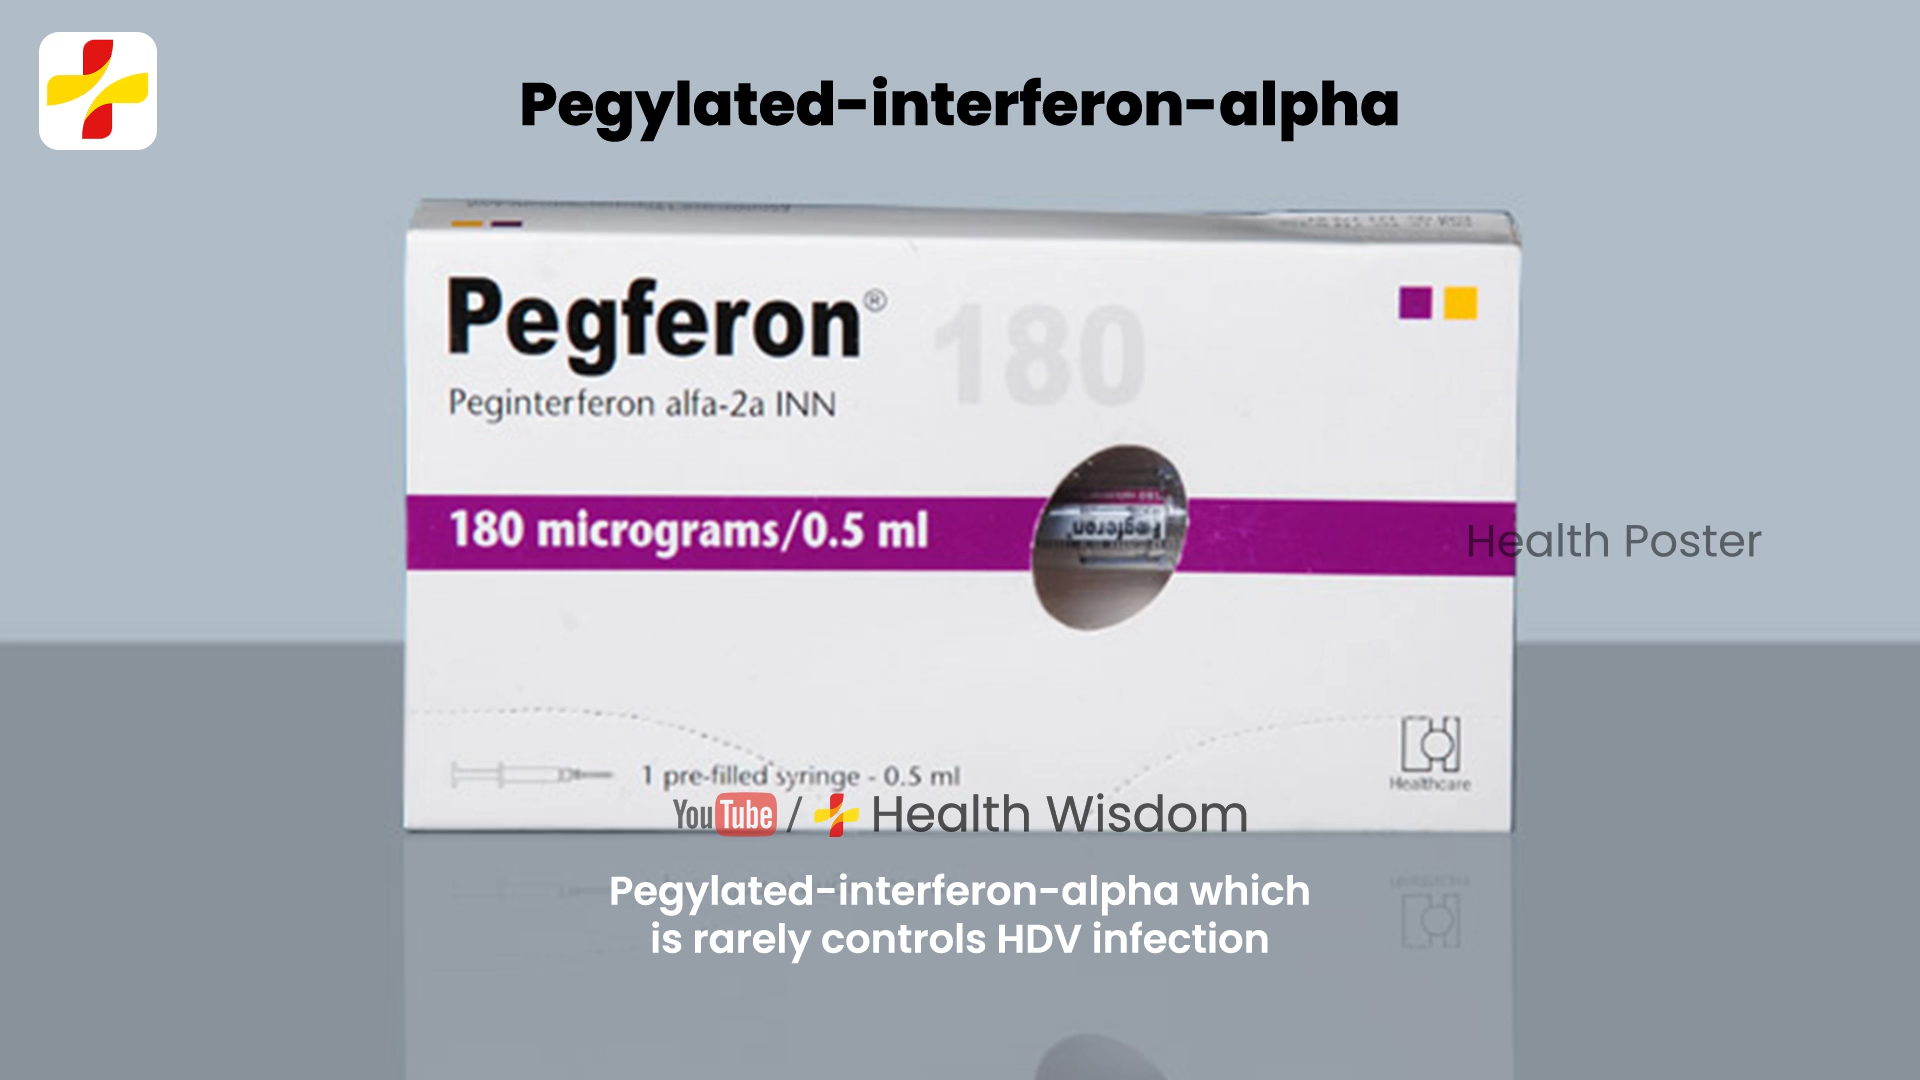 Pegylated-interferon-alpha
Pegferon®
180
Peginterferon alfa-2a INN
180 micrograms/0.5 ml
Pegferon
Health Poster
1 pre-filled syringe - 0.5 ml
Healthcare
YouTube / Health Wisdom
Pegylated-interferon-alpha which
is rarely controls HDV infection